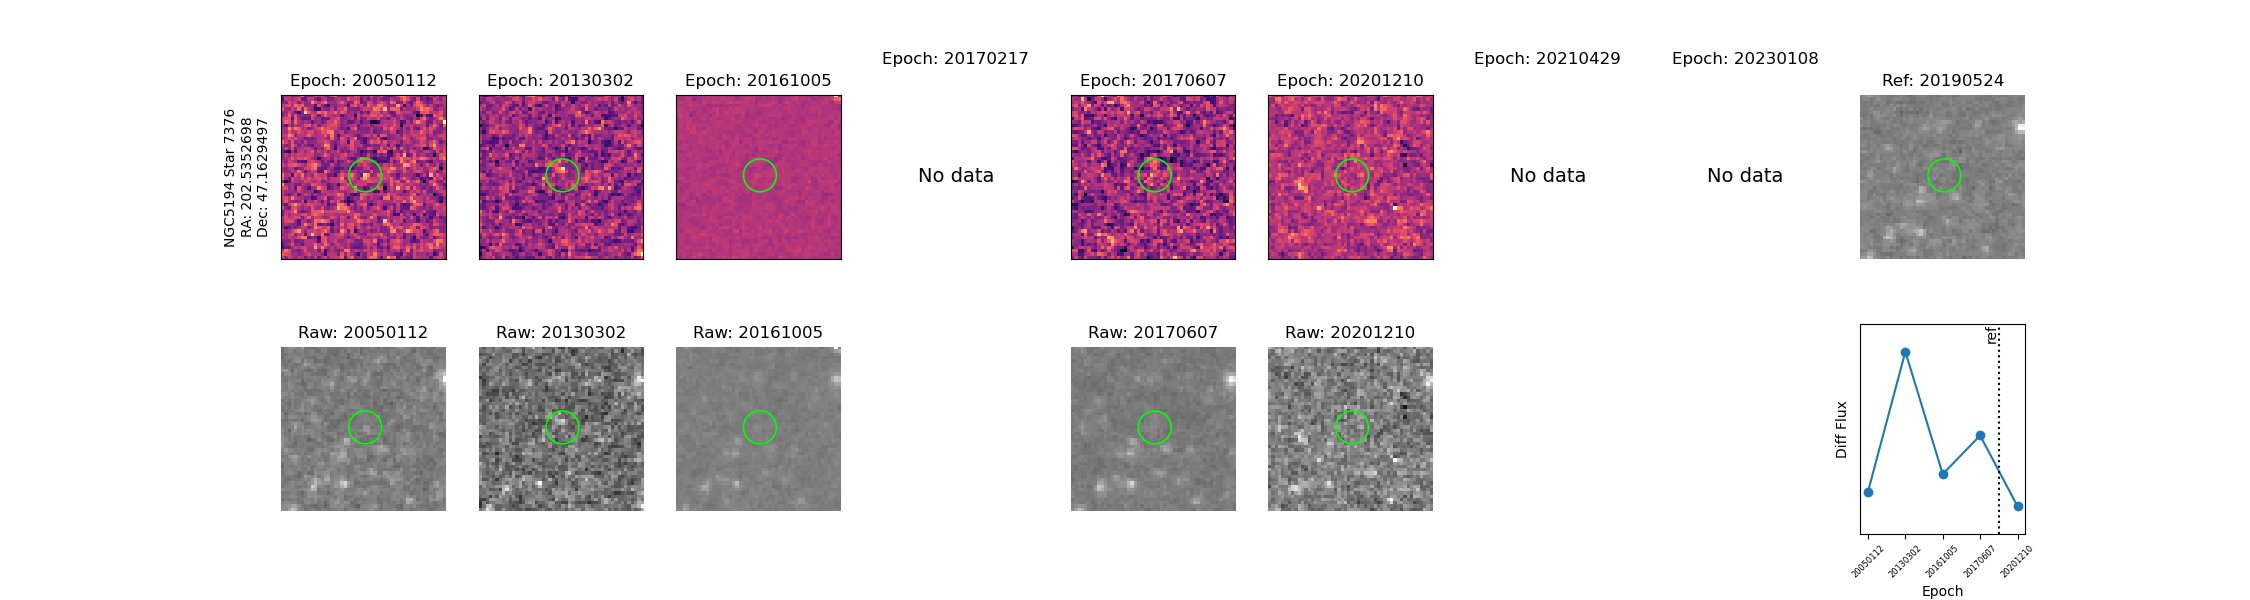 Epoch: 20050112
Epoch: 20130302
Epoch: 20161005
Epoch: 20170217
Epoch: 20170607
Epoch: 20201210
Epoch: 20210429
Epoch: 20230108
Ref: 20190524
NGC5194 Star 7376
RA: 202.5352698
Dec: 47.1629497
No data
No data
No data
Raw: 20050112
Raw: 20130302
Raw: 20161005
Raw: 20170607
Raw: 20201210
ref
Diff Flux
20050112
20130302
20161005
20170607
20201210
Epoch